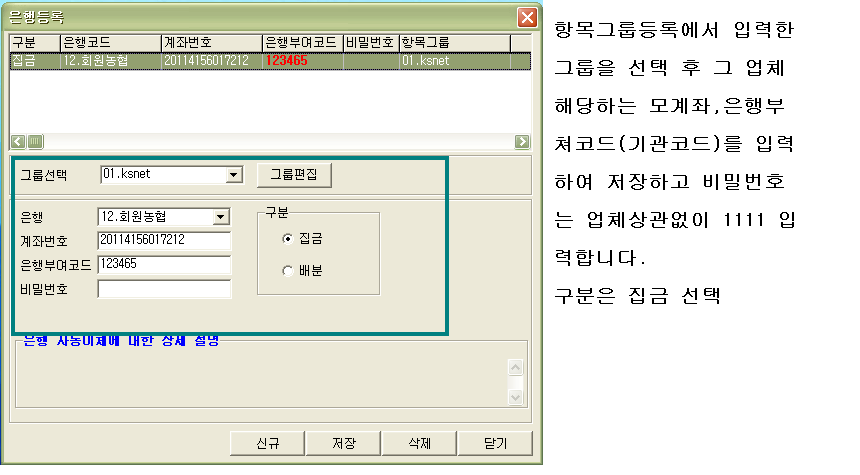 은행등록
구분 은행코드 계좌번호 은행부여코드 비밀번호 항목그룹
집금 12.회원농협 20114156017212 123465 01.ksnet
그룹선택 01.ksnet 그룹편집
은행 12.회원농협
계좌번호 20114156017212
은행부여코드 123465
비밀번호
구분
집금
배분
은행 자동이체에 대한 상세 설명
신규 저장 삭제 닫기
항목그룹등록에서 입력한
그룹을 선택 후 그 업체
해당하는 모계좌,은행부
쳐코드(기관코드)를 입력
하여 저장하고 비밀번호
는 업체상관없이 1111 입
력합니다.
구분은 집금 선택